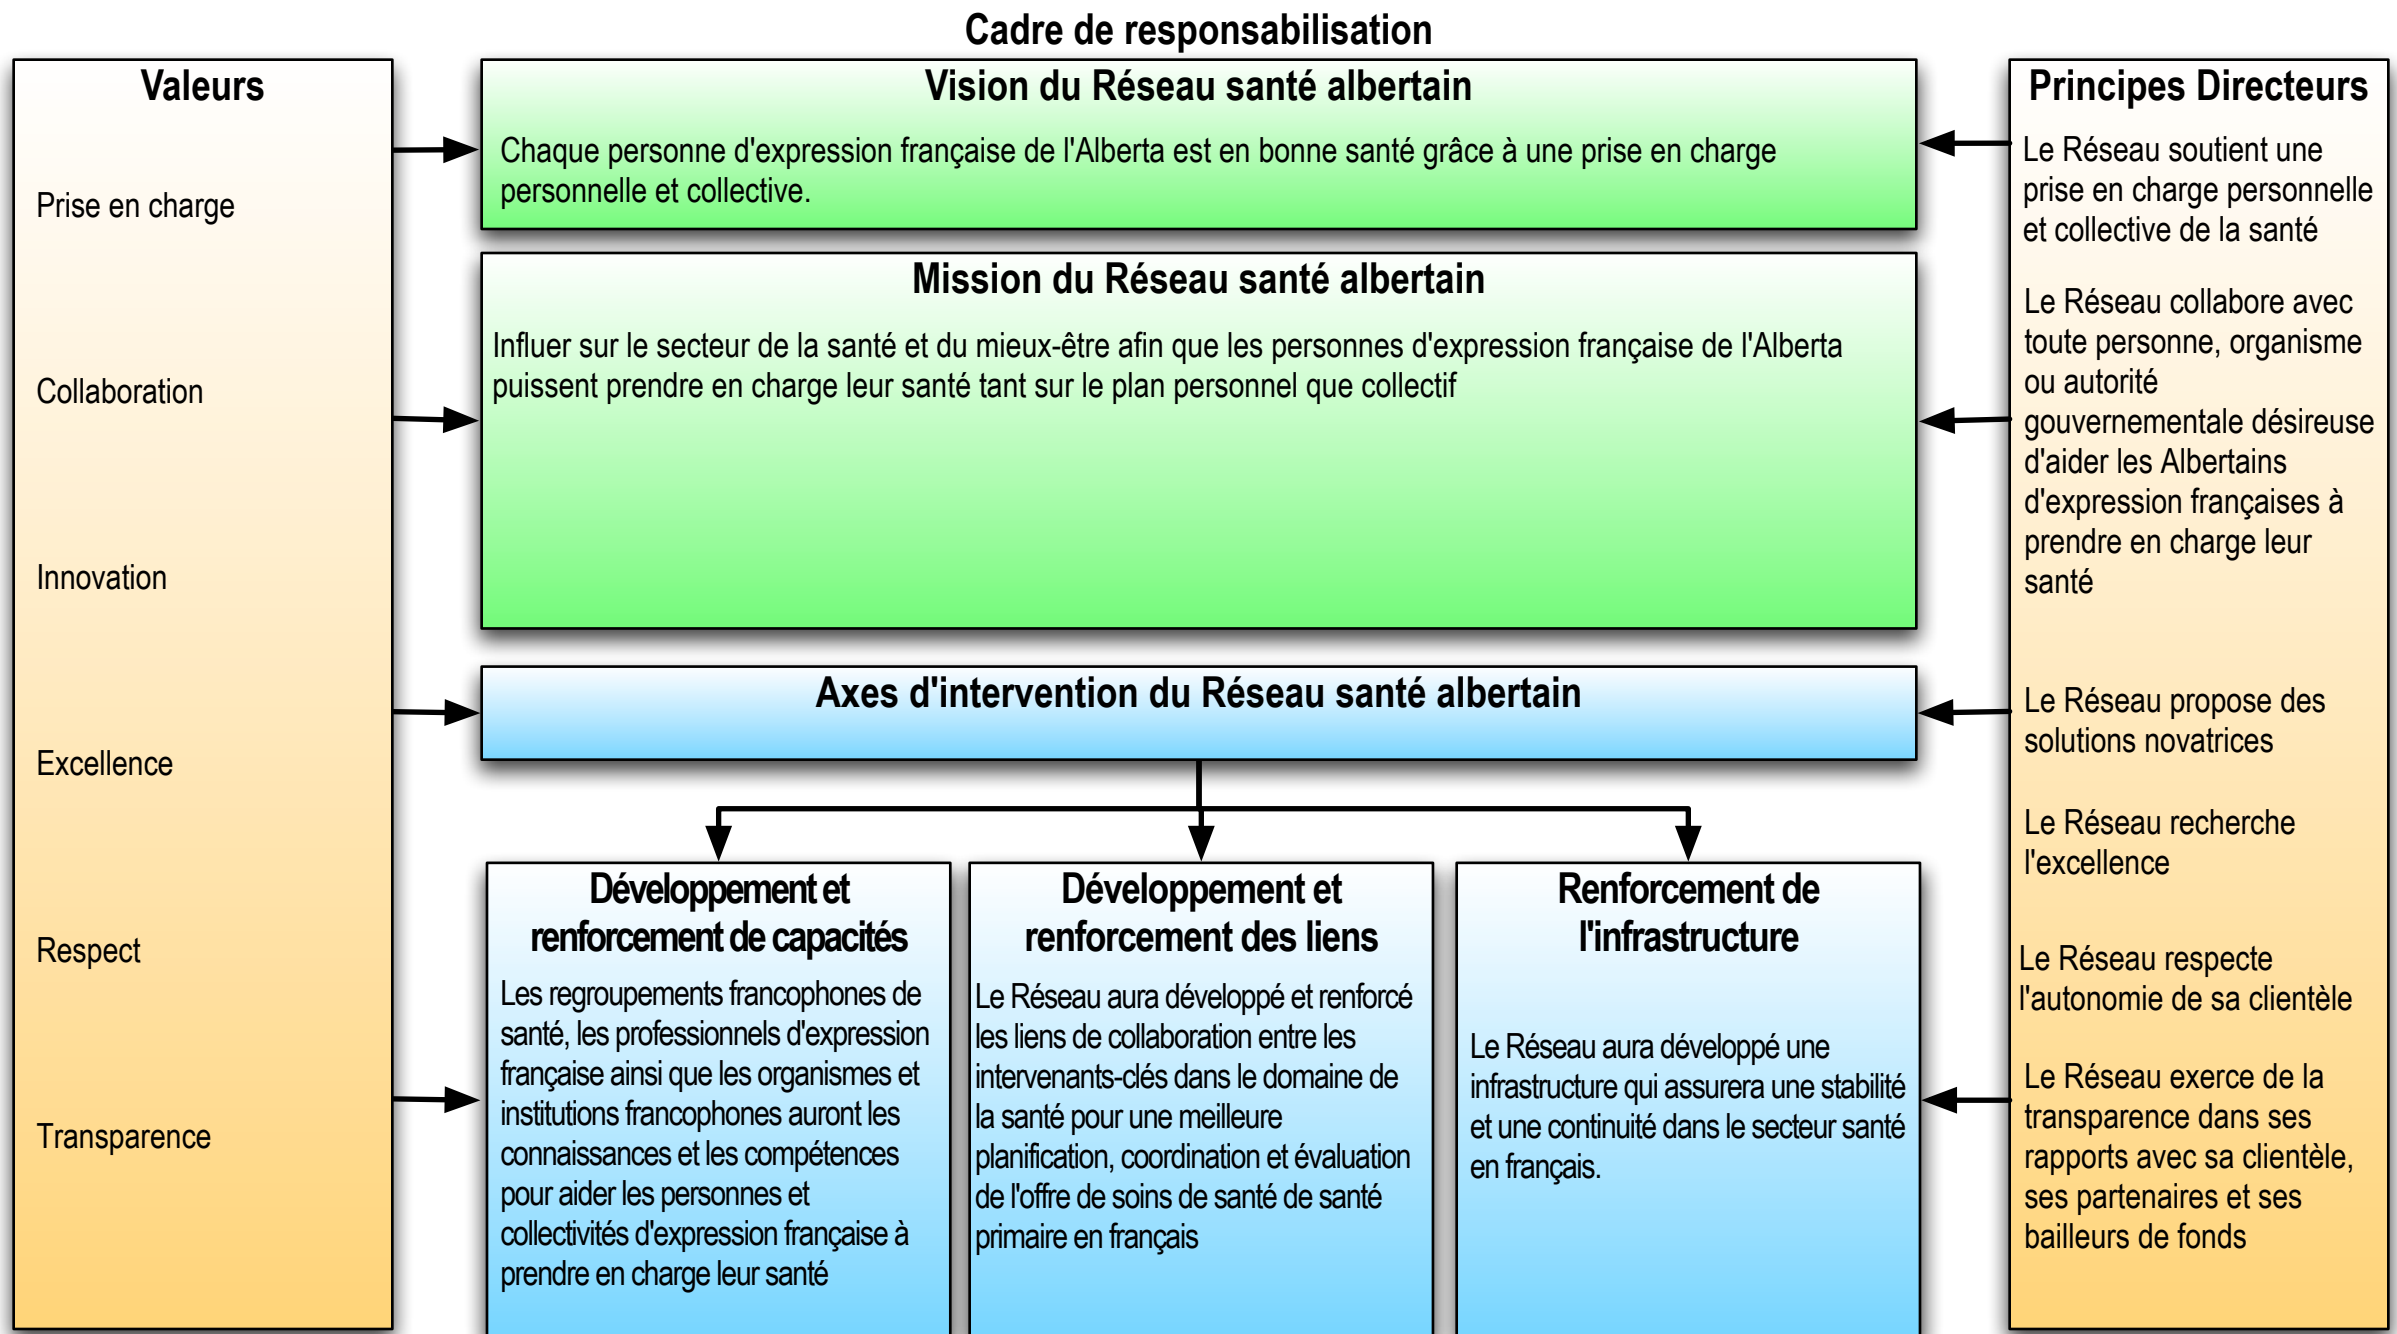 Cadre de responsabilisation
Valeurs
Prise en charge
Collaboration
Innovation
Excellence
Respect
Transparence
Vision du Réseau santé albertain
Chaque personne d'expression française de l'Alberta est en bonne santé grâce à une prise en charge
personnelle et collective.
Mission du Réseau santé albertain
Influer sur le secteur de la santé et du mieux-être afin que les personnes d'expression française de l'Alberta
puissent prendre en charge leur santé tant sur le plan personnel que collectif
Axes d'intervention du Réseau santé albertain
Développement et
renforcement de capacités
Les regroupements francophones de
santé, les professionnels d'expression
française ainsi que les organismes et
institutions francophones auront les
connaissances et les compétences
pour aider les personnes et
collectivités d'expression française à
prendre en charge leur santé
Développement et
renforcement des liens
Le Réseau aura développé et renforcé
les liens de collaboration entre les
intervenants-clés dans le domaine de
la santé pour une meilleure
planification, coordination et évaluation
de l'offre de soins de santé de santé
primaire en français
Renforcement de
l'infrastructure
Le Réseau aura développé une
infrastructure qui assurera une stabilité
et une continuité dans le secteur santé
en français.
Principes Directeurs
Le Réseau soutient une
prise en charge personnelle
et collective de la santé
Le Réseau collabore avec
toute personne, organisme
ou autorité
gouvernementale désireuse
d'aider les Albertains
d'expression françaises à
prendre en charge leur
santé
Le Réseau propose des
solutions novatrices
Le Réseau recherche
l'excellence
Le Réseau respecte
l'autonomie de sa clientèle
Le Réseau exerce de la
transparence dans ses
rapports avec sa clientèle,
ses partenaires et ses
bailleurs de fonds